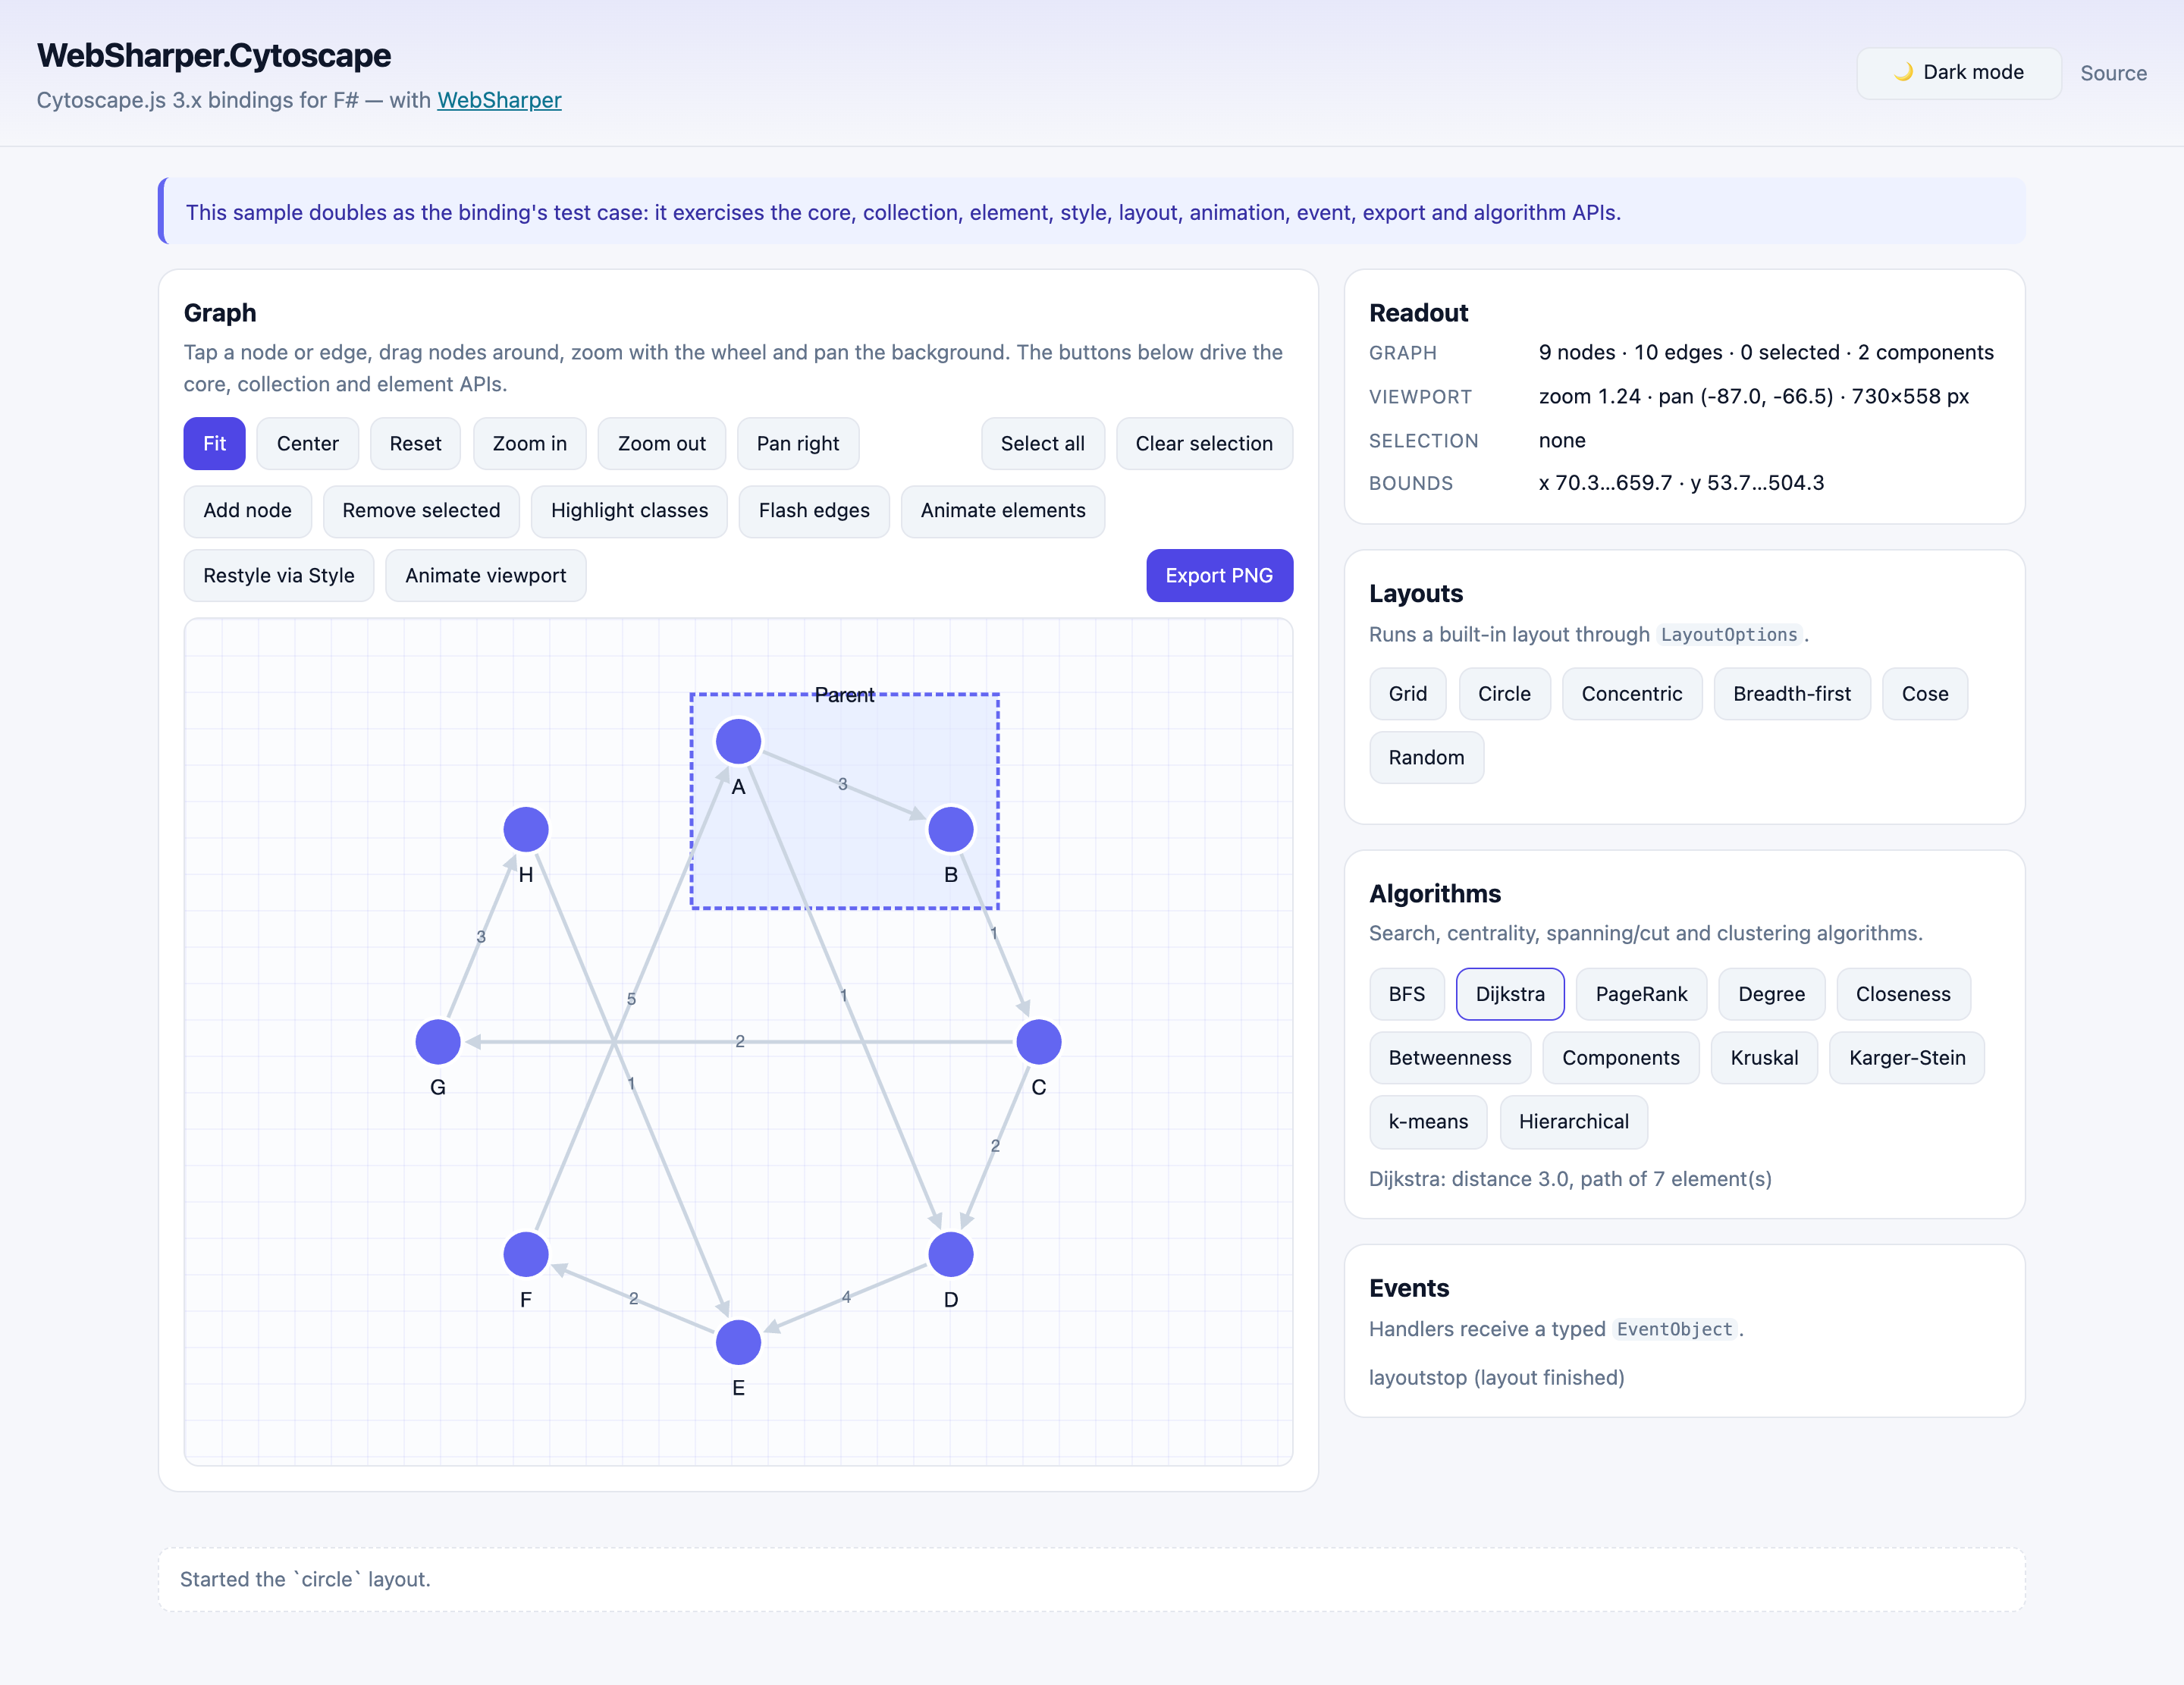 WebSharper.Cytoscape
Cytoscape.js 3.x bindings for F# — with WebSharper
🌙 Dark mode
Source
This sample doubles as the binding's test case: it exercises the core, collection, element, style, layout, animation, event, export and algorithm APIs.
Graph
Tap a node or edge, drag nodes around, zoom with the wheel and pan the background. The buttons below drive the
core, collection and element APIs.
Fit Center Reset Zoom in Zoom out Pan right Select all Clear selection
Add node Remove selected Highlight classes Flash edges Animate elements
Restyle via Style Animate viewport Export PNG
Parent
A
3
H
B
3
1
5
1
2
G
C
1
2
F
D
2
4
E
Readout
GRAPH 9 nodes · 10 edges · 0 selected · 2 components
VIEWPORT zoom 1.24 · pan (-87.0, -66.5) · 730×558 px
SELECTION none
BOUNDS x 70.3…659.7 · y 53.7…504.3
Layouts
Runs a built-in layout through LayoutOptions.
Grid Circle Concentric Breadth-first Cose
Random
Algorithms
Search, centrality, spanning/cut and clustering algorithms.
BFS Dijkstra PageRank Degree Closeness
Betweenness Components Kruskal Karger-Stein
k-means Hierarchical
Dijkstra: distance 3.0, path of 7 element(s)
Events
Handlers receive a typed EventObject.
layoutstop (layout finished)
Started the `circle` layout.